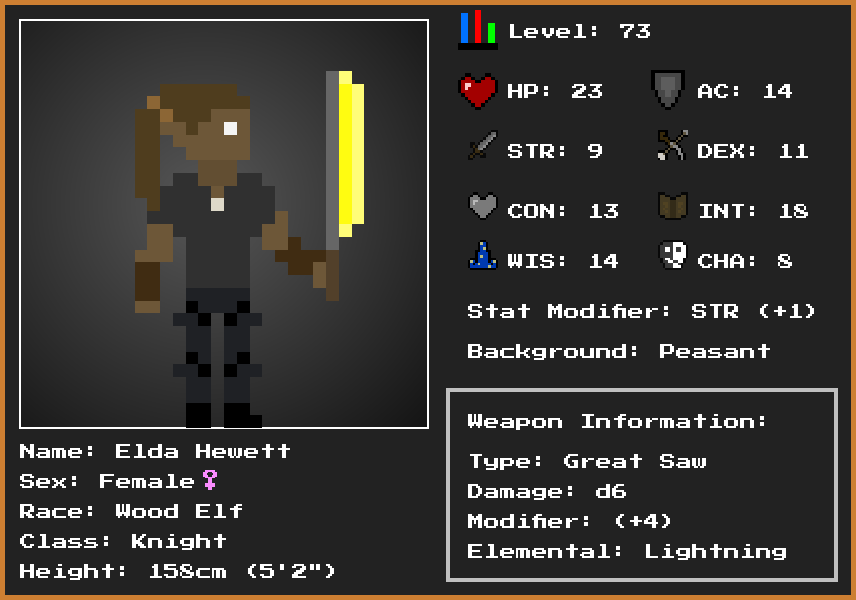 Level: 73
HP: 23 AC: 14
STR: 9 DEX: 11
CON: 13 INT: 18
WIS: 14 CHA: 8
Stat Modifier: STR (+1)
Background: Peasant
Weapon Information:
Type: Great Saw
Damage: d6
Modifier: (+4)
Elemental: Lightning
Name: Elda Hewett
Sex: Female♀
Race: Wood Elf
Class: Knight
Height: 158cm (5'2")